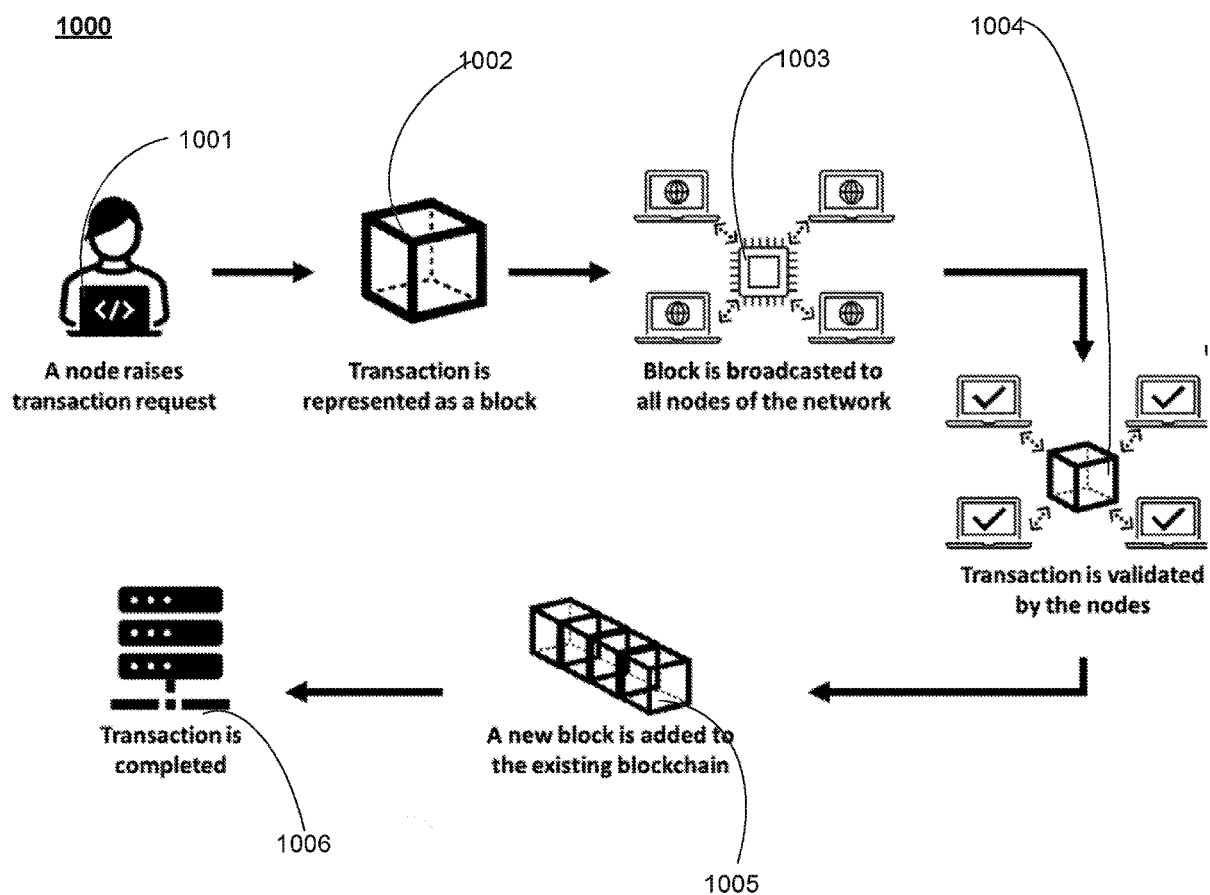 1000
1001
1002
1003
1004
</>
A node raises
transaction request
Transaction is
represented as a block
Block is broadcasted to
all nodes of the network
Transaction is validated
by the nodes
Transaction is
completed
A new block is added to
the existing blockchain
1006
1005